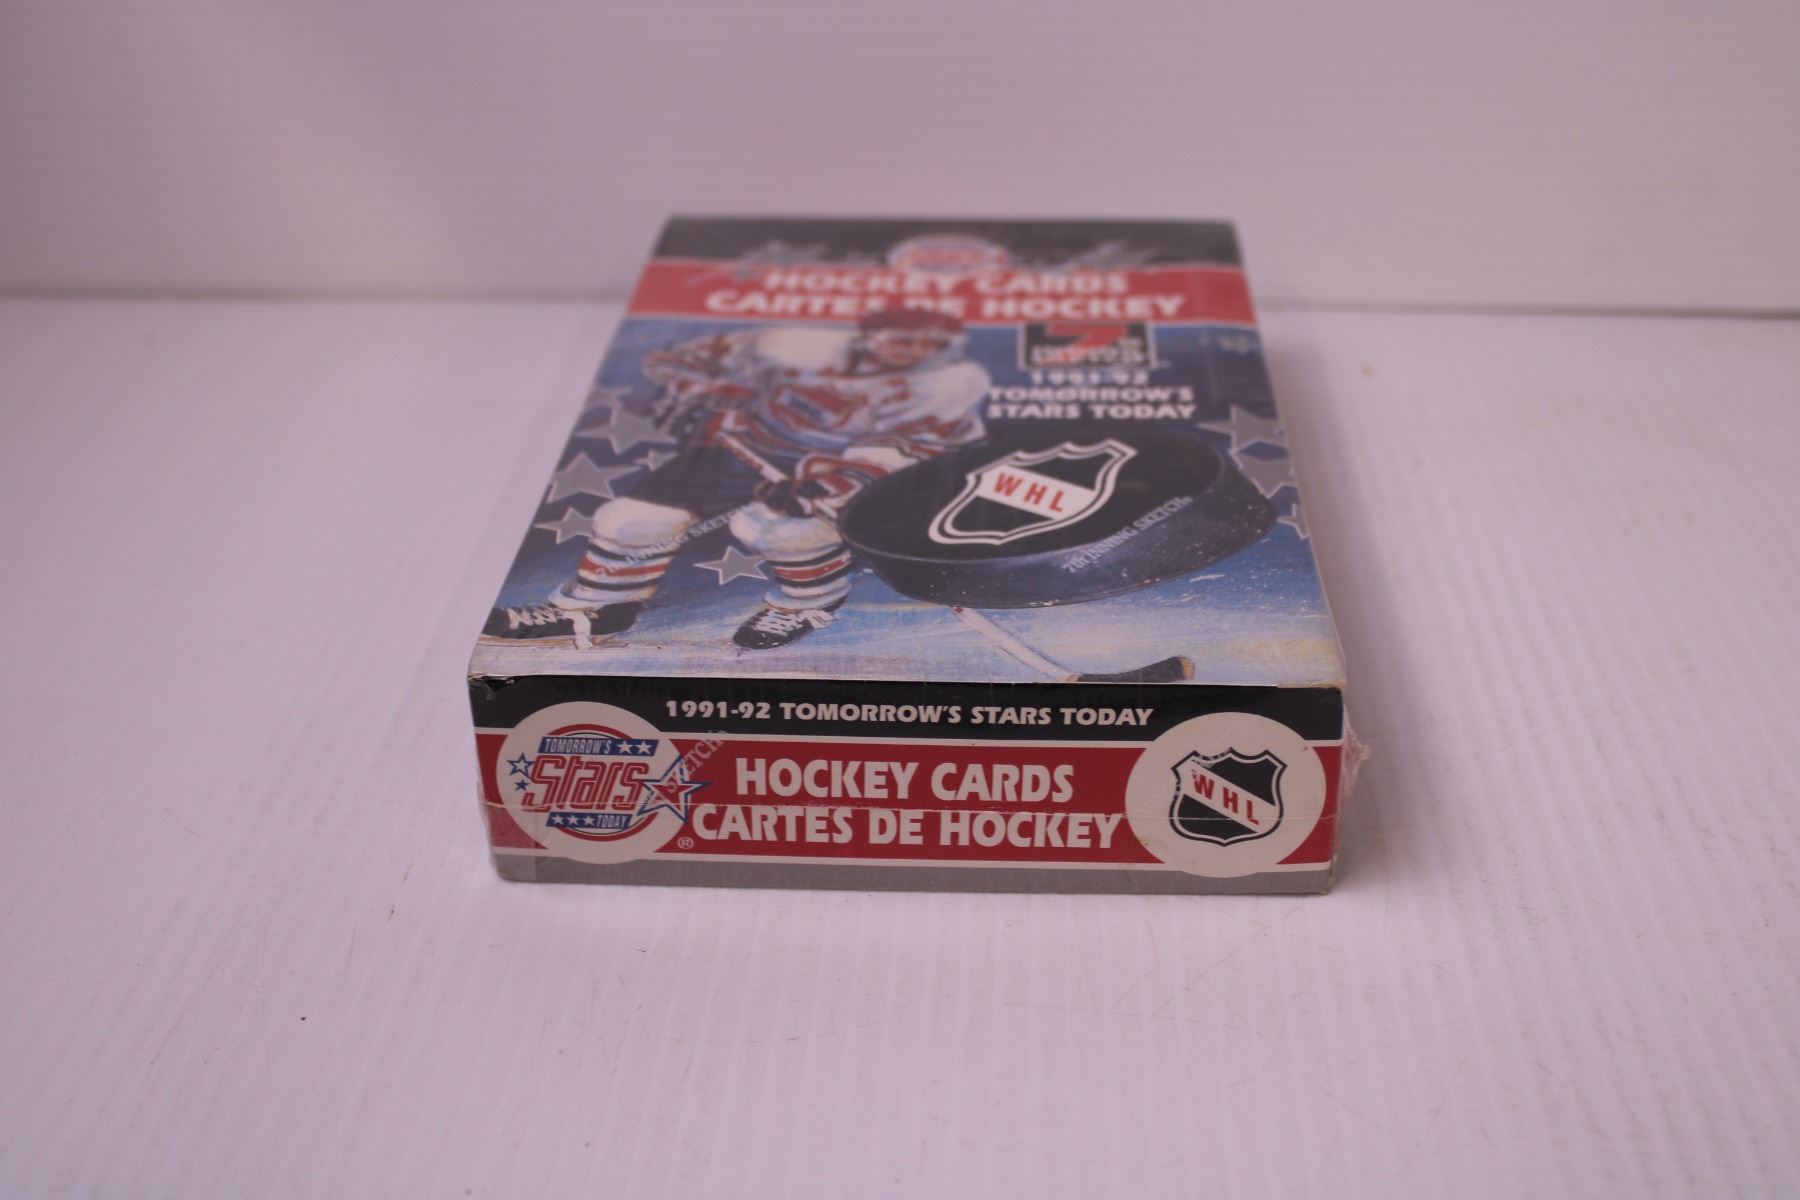 HOCKEY CARDS
CARTES DE HOCKEY
1991-92
TOMORROW'S
STARS TODAY
WHL
7th INNING SKETCH®
7th INNING SKETCH
1991-92 TOMORROW'S STARS TODAY
TOMORROW'S
Stars
TODAY
®
SKETCH
HOCKEY CARDS
CARTES DE HOCKEY
WHL